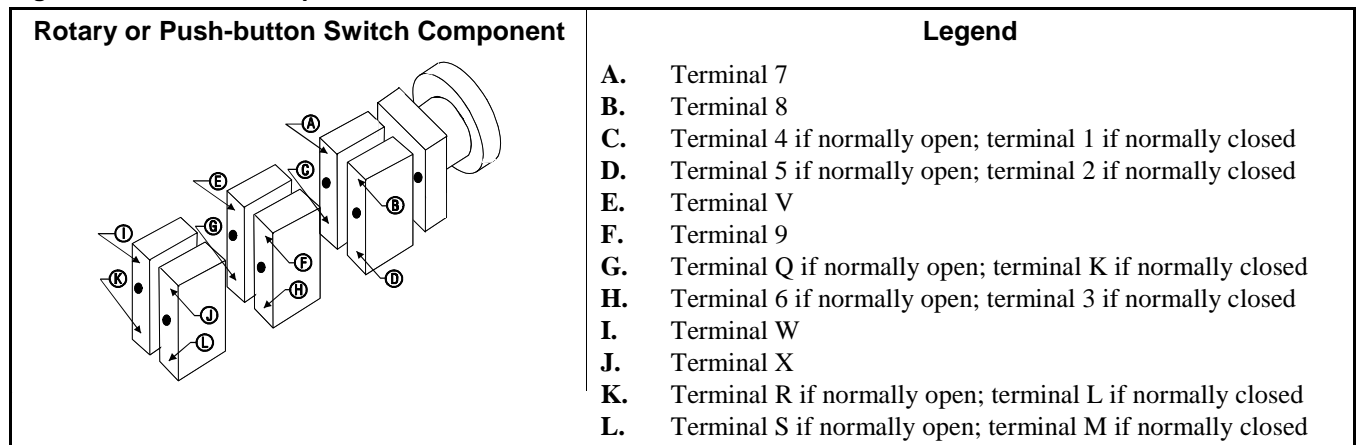 Rotary or Push-button Switch Component
Legend
A. Terminal 7
B. Terminal 8
C. Terminal 4 if normally open; terminal 1 if normally closed
D. Terminal 5 if normally open; terminal 2 if normally closed
E. Terminal V
F. Terminal 9
G. Terminal Q if normally open; terminal K if normally closed
H. Terminal 6 if normally open; terminal 3 if normally closed
I. Terminal W
J. Terminal X
K. Terminal R if normally open; terminal L if normally closed
L. Terminal S if normally open; terminal M if normally closed
A
C
E
B
G
I
F
D
K
H
J
L